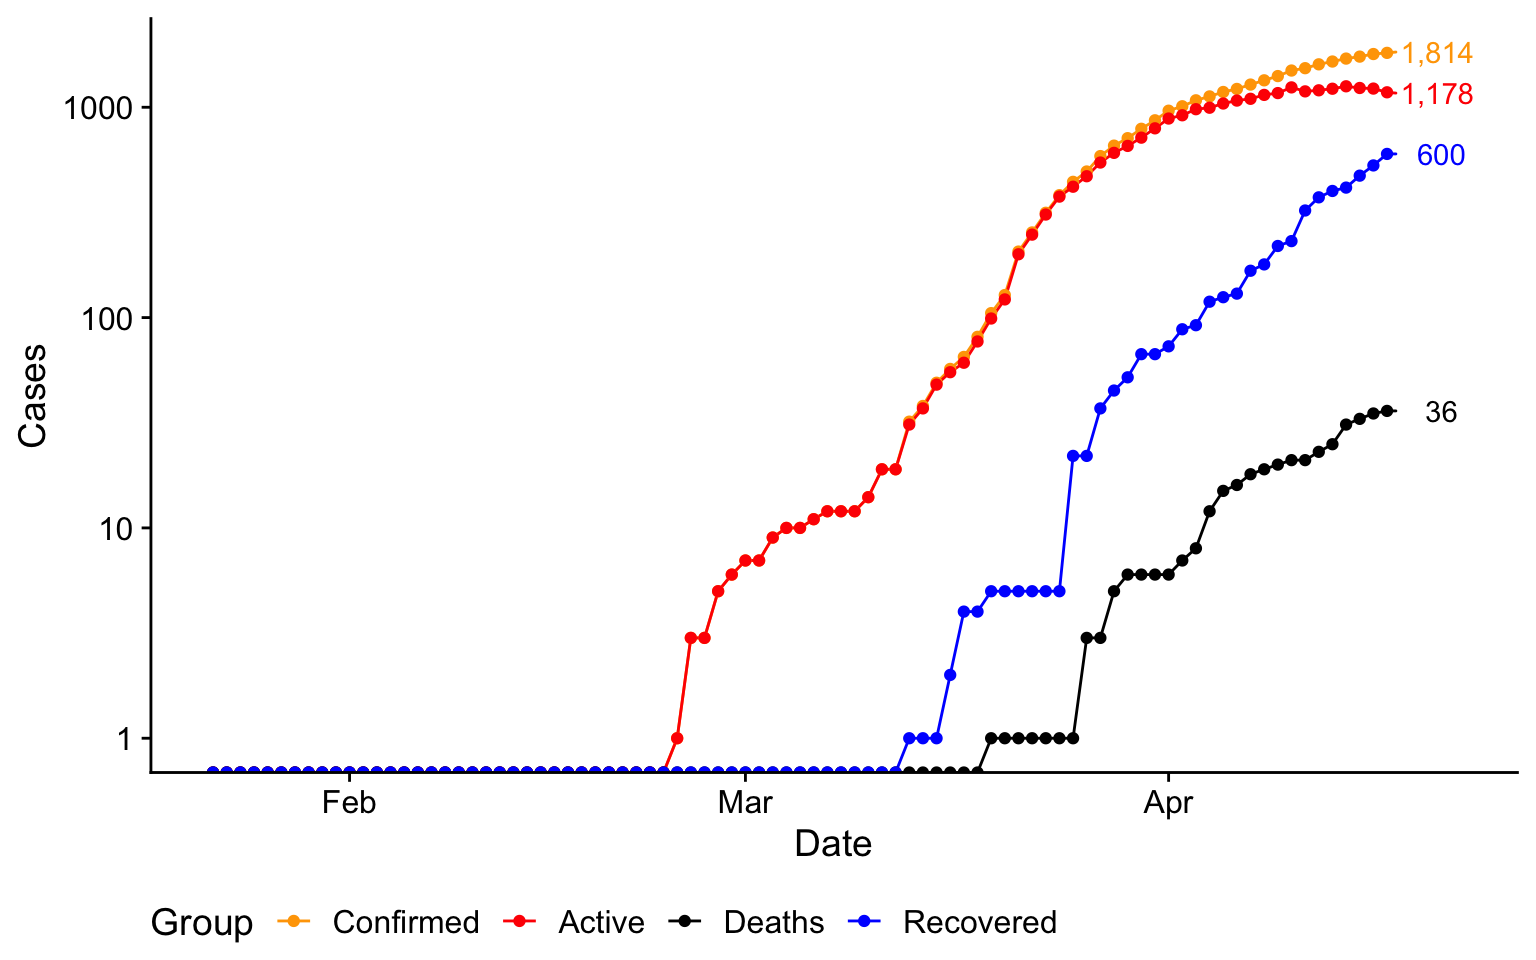 1,814
1000
1,178
600
100
Cases
36
10
1
Feb Mar Apr
Date
Group Confirmed Active Deaths Recovered